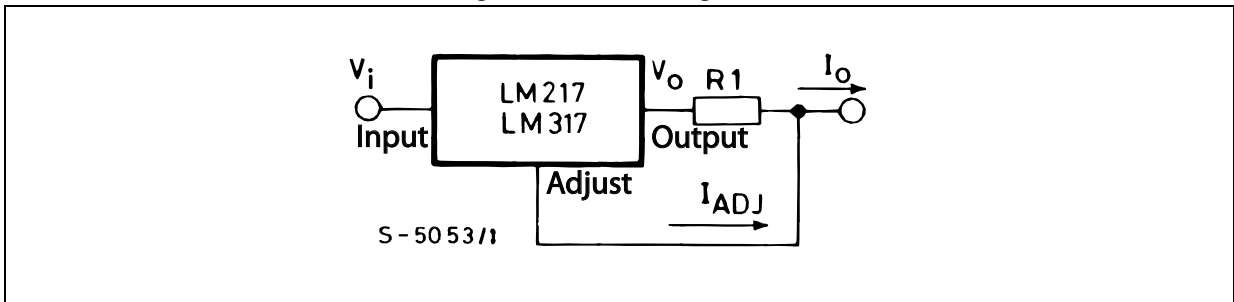 Vi
Input
LM217
LM317
Vo
Output
R1
IO
Adjust
IADJ
S-5053/1